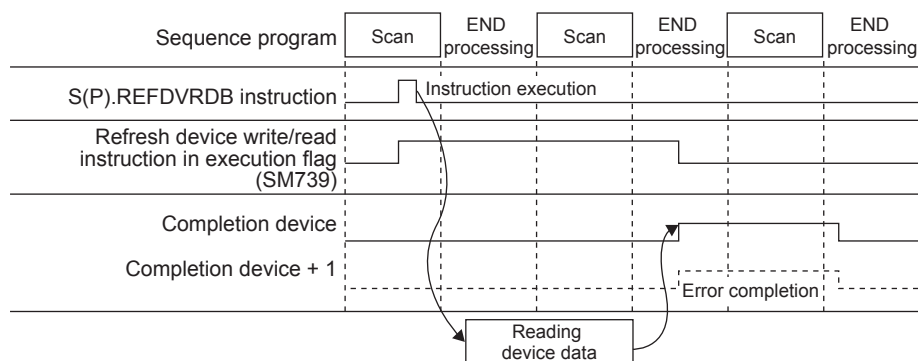 Sequence program
Scan
END
processing
Scan
END
processing
Scan
END
processing
S(P).REFDVRDB instruction
Instruction execution
Refresh device write/read
instruction in execution flag
(SM739)
Completion device
Completion device + 1
Error completion
Reading
device data